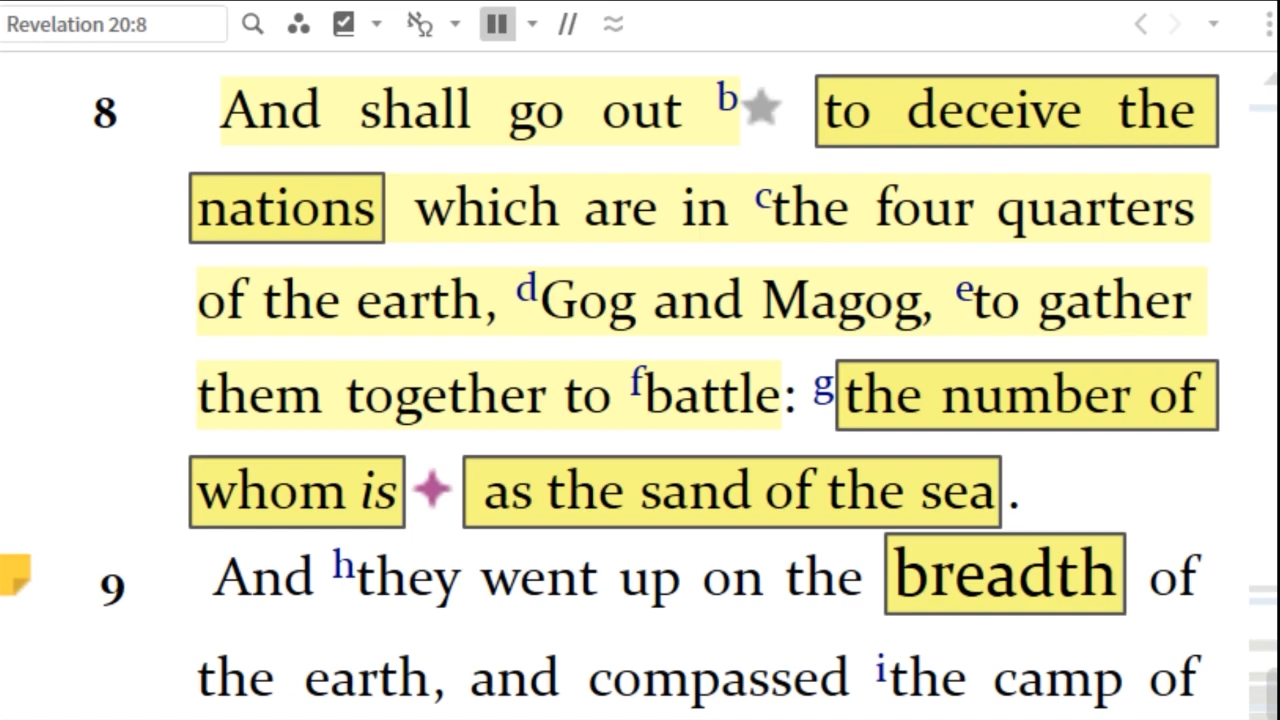 Revelation 20:8
8 And shall go out b to deceive the
nations which are in cthe four quarters
of the earth, dGog and Magog, eto gather
them together to fbattle: gthe number of
whom is as the sand of the sea.
9 And hthey went up on the breadth of
the earth, and compassed ithe camp of